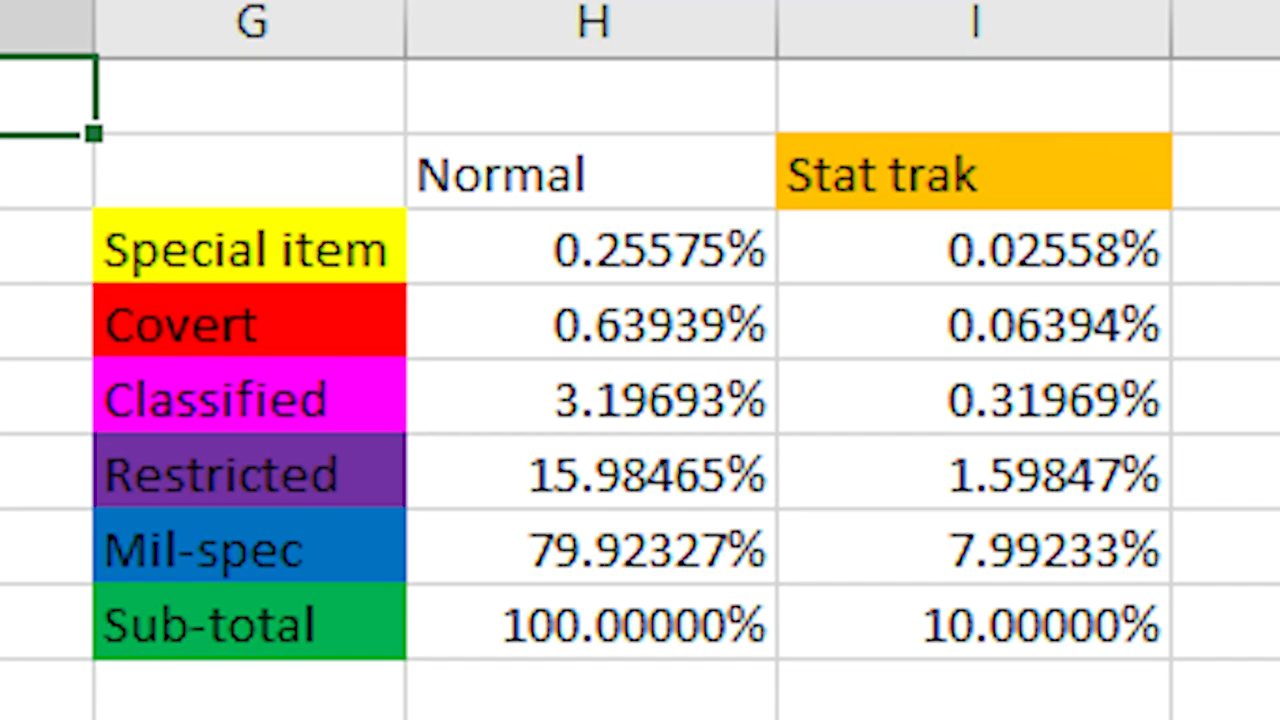 G H I
Normal Stat trak
Special item 0.25575% 0.02558%
Covert 0.63939% 0.06394%
Classified 3.19693% 0.31969%
Restricted 15.98465% 1.59847%
Mil-spec 79.92327% 7.99233%
Sub-total 100.00000% 10.00000%